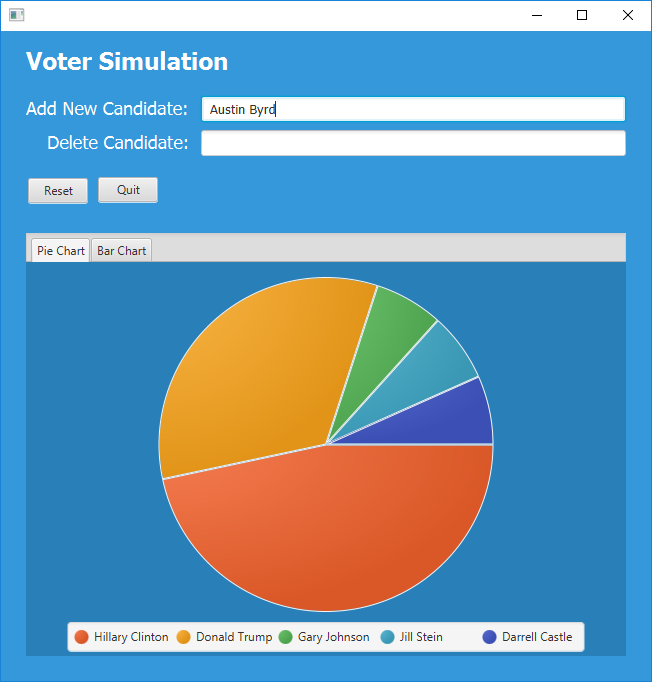 Voter Simulation
Add New Candidate: Austin Byrd
Delete Candidate:
Reset Quit
Pie Chart Bar Chart
Hillary Clinton Donald Trump Gary Johnson Jill Stein Darrell Castle